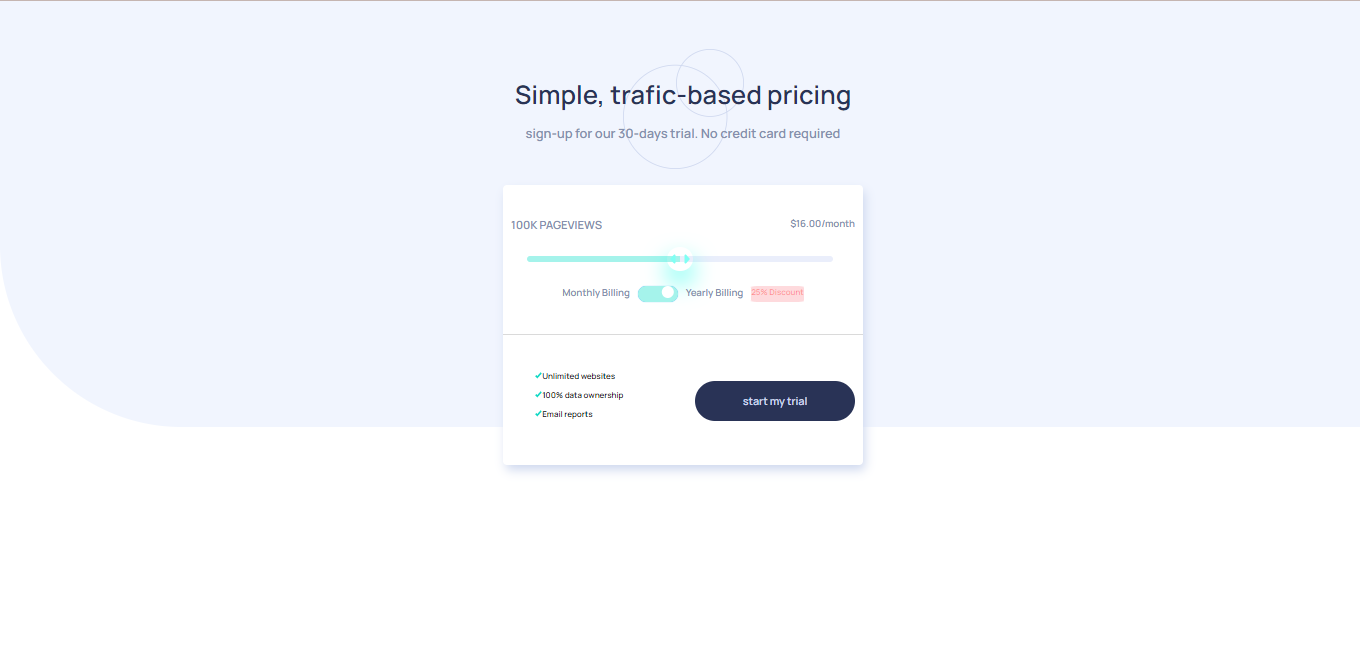 Simple, trafic-based pricing
sign-up for our 30-days trial. No credit card required
100K PAGEVIEWS $16.00/month
Monthly Billing Yearly Billing 25% Discount
✔Unlimited websites
✔100% data ownership
✔Email reports
start my trial